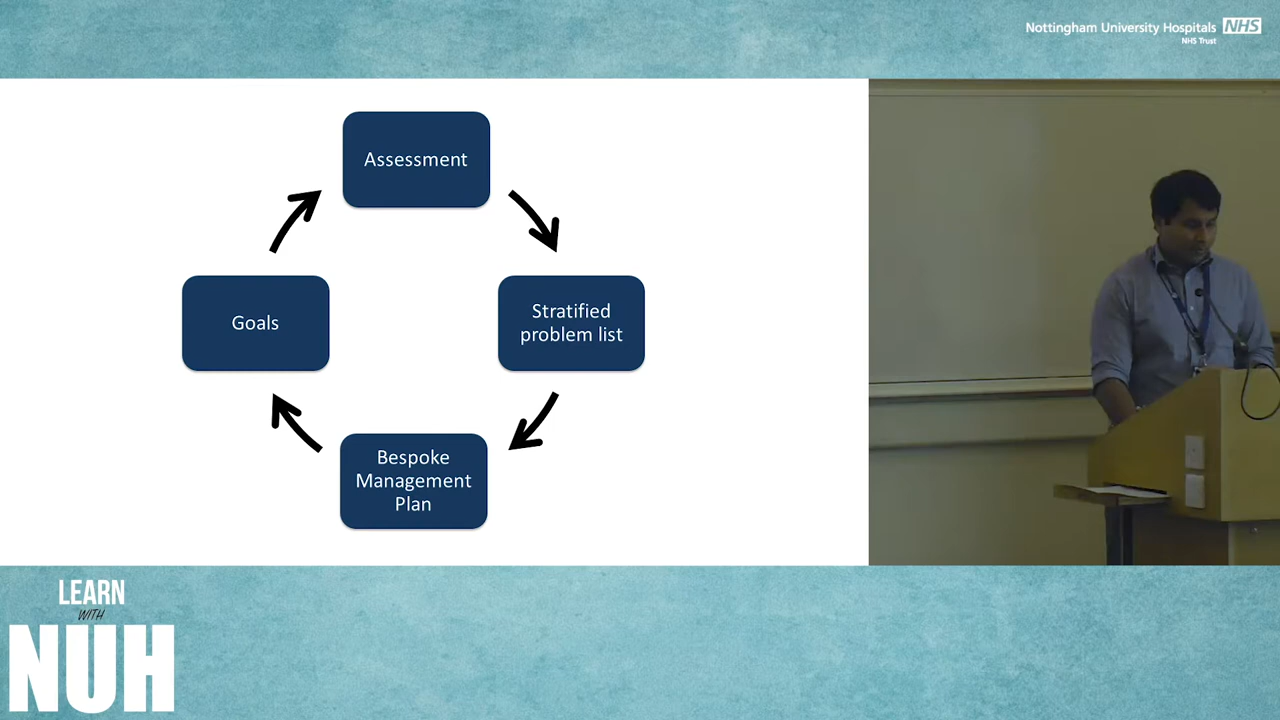 Nottingham University Hospitals NHS
NHS Trust
Assessment
Goals
Stratified
problem list
Bespoke
Management
Plan
LEARN
WITH
NUH